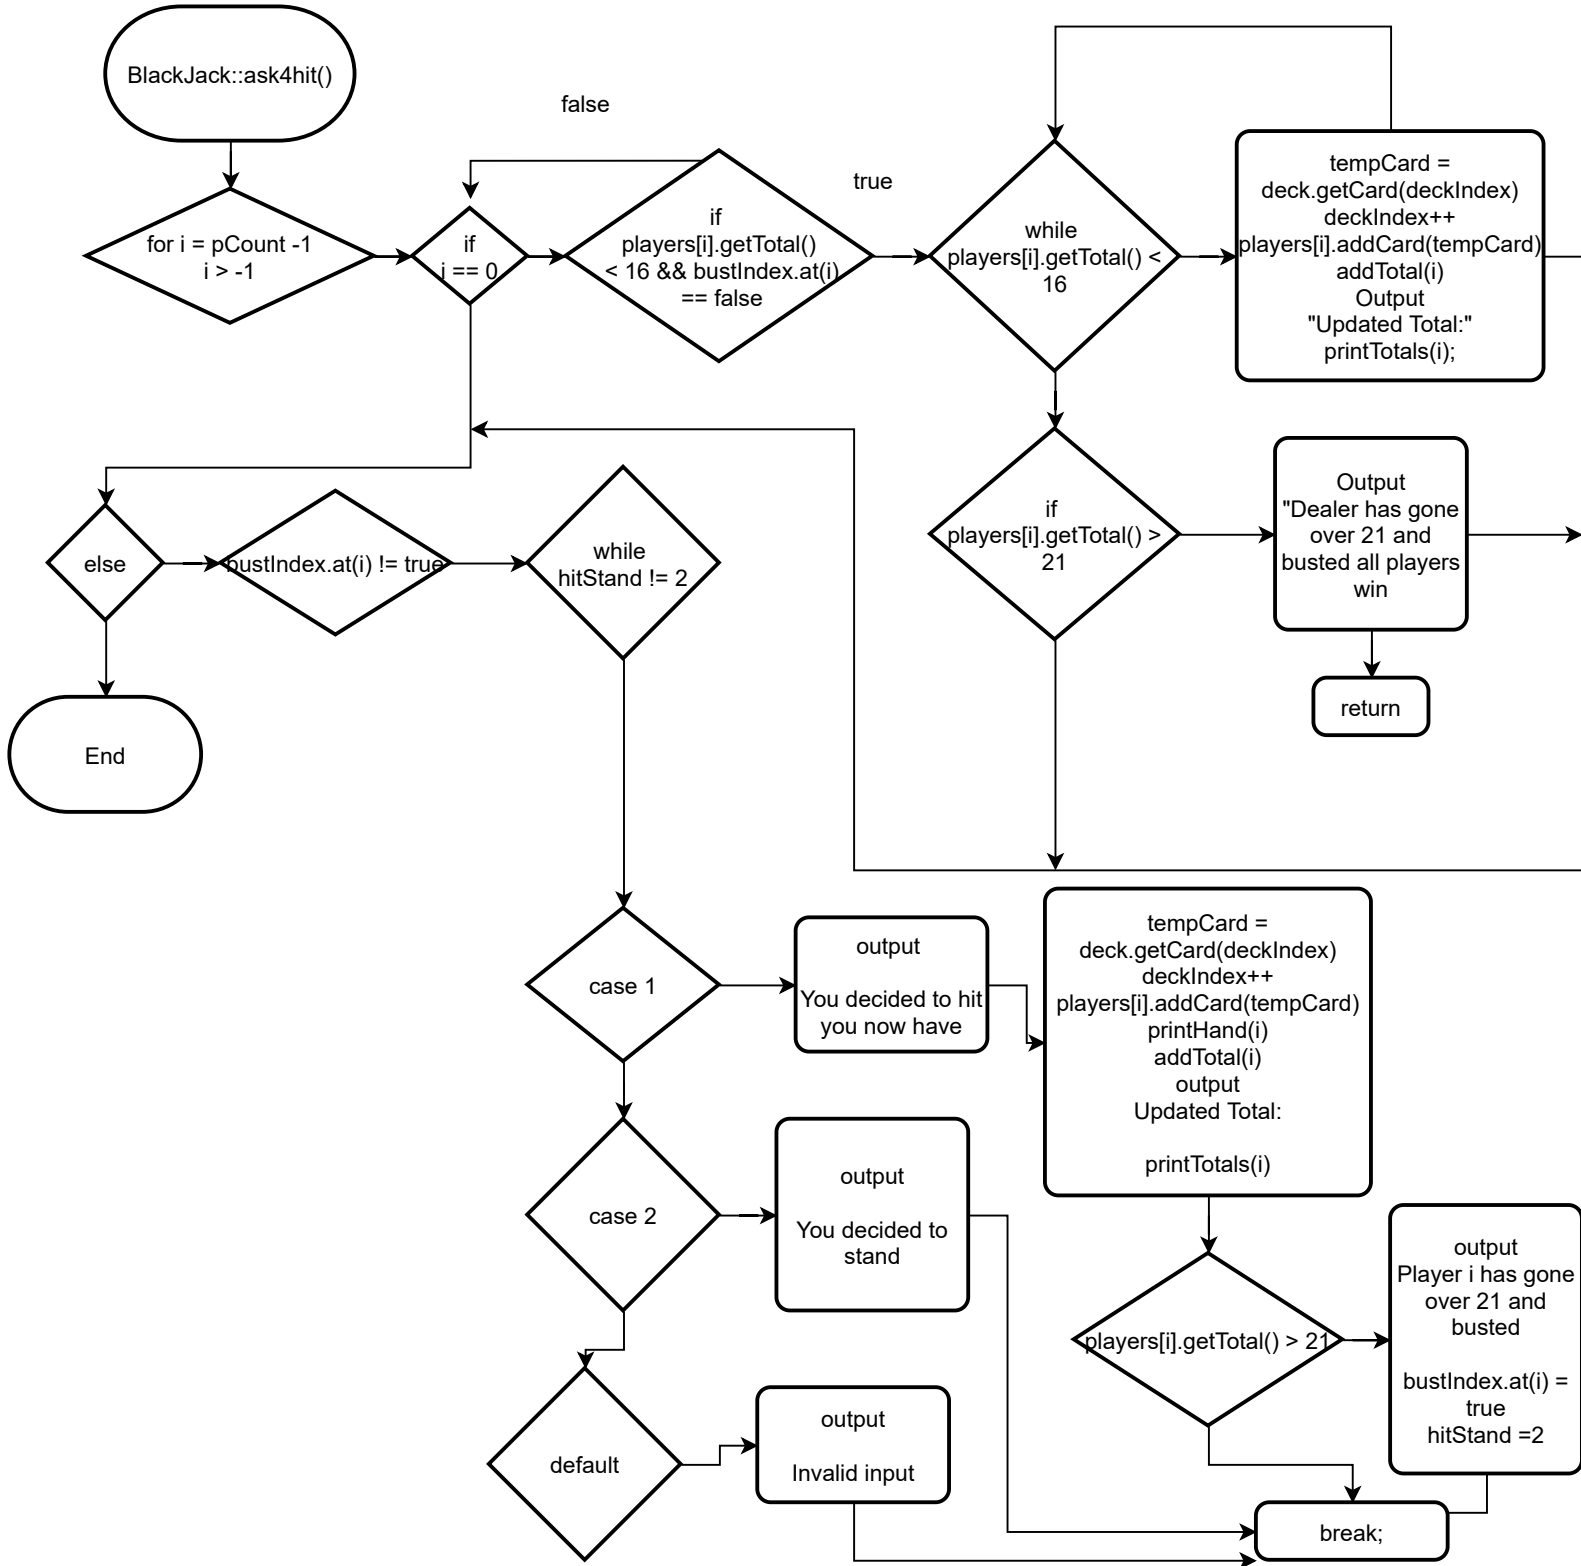 BlackJack::ask4hit()
false
true
for i = pCount -1
i > -1
if
i == 0
if
players[i].getTotal()
< 16 && bustIndex.at(i)
== false
while
players[i].getTotal() <
16
tempCard =
deck.getCard(deckIndex)
deckIndex++
players[i].addCard(tempCard)
addTotal(i)
Output
"Updated Total:"
printTotals(i);
else
bustIndex.at(i) != true
while
hitStand != 2
if
players[i].getTotal() >
21
Output
"Dealer has gone
over 21 and
busted all players
win
return
End
case 1
output
You decided to hit
you now have
tempCard =
deck.getCard(deckIndex)
deckIndex++
players[i].addCard(tempCard)
printHand(i)
addTotal(i)
output
Updated Total:
printTotals(i)
case 2
output
You decided to
stand
players[i].getTotal() > 21
output
Player i has gone
over 21 and
busted
bustIndex.at(i) =
true
hitStand =2
default
output
Invalid input
break;